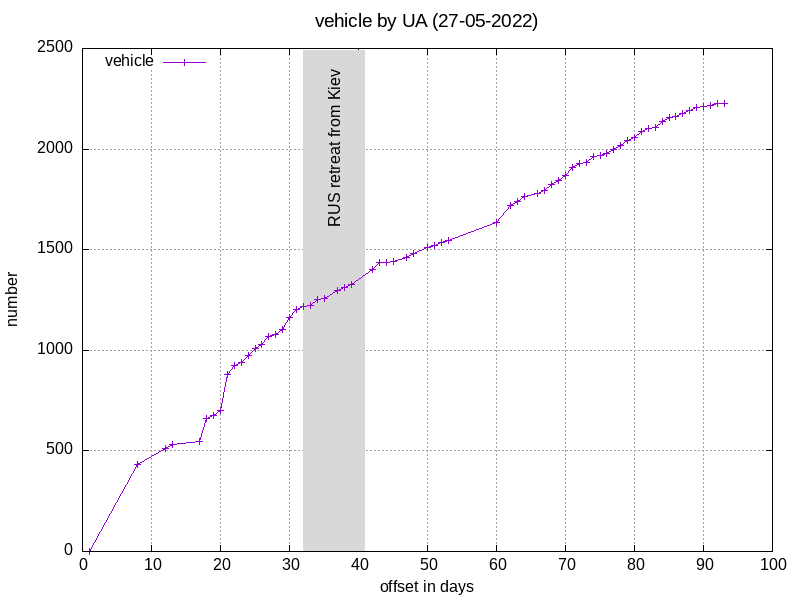 vehicle by UA (27-05-2022)
2500
vehicle
RUS retreat from Kiev
2000
1500
number
1000
500
0
0 10 20 30 40 50 60 70 80 90 100
offset in days